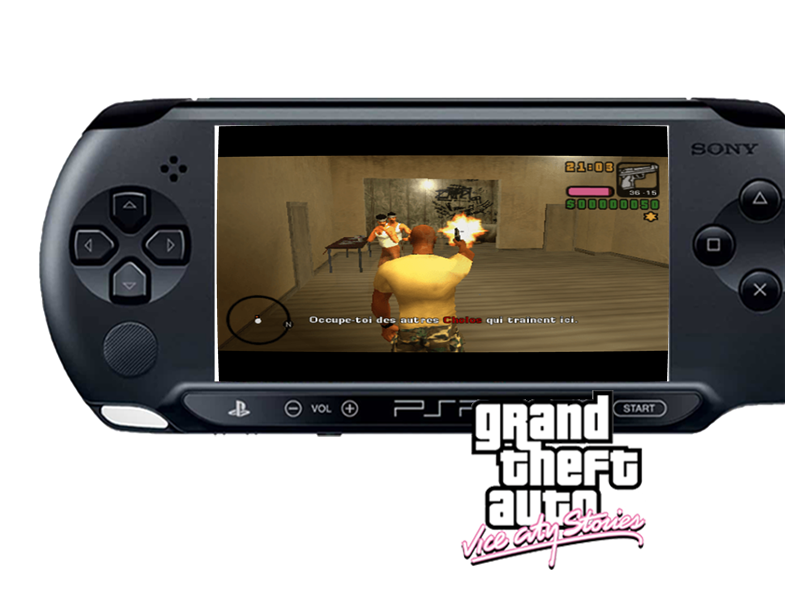 SONY
21:03
36-15
$00000050
N
Occupe-toi des autres Cholos qui traînent ici.
VOL
PSP
START
grand
theft
auto
Vice City Stories